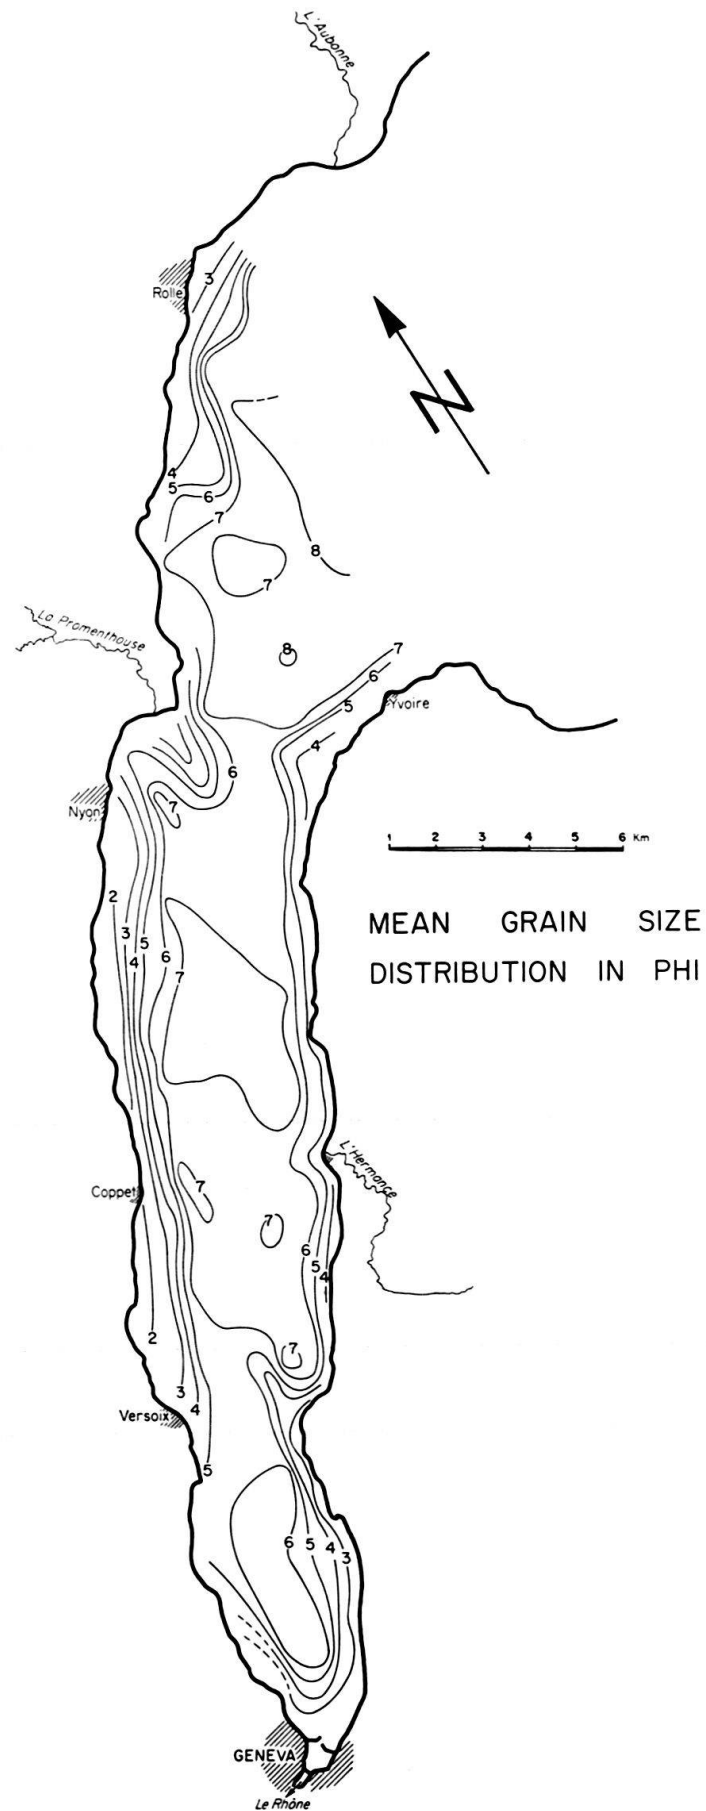 L'Aubonne
3
Rolle
N
4
5
6
7
8
7
La Promenthouse
8
7
6
5
4
Yvoire
6
7
Nyon
1 2 3 4 5 6 Km
2
3
5
4
6
7
MEAN GRAIN SIZE
DISTRIBUTION IN PHI
L'Hermance
Coppet
7
7
6
5
4
2
7
3
4
Versoix
5
6
5
4
3
GENEVA
Le Rhône